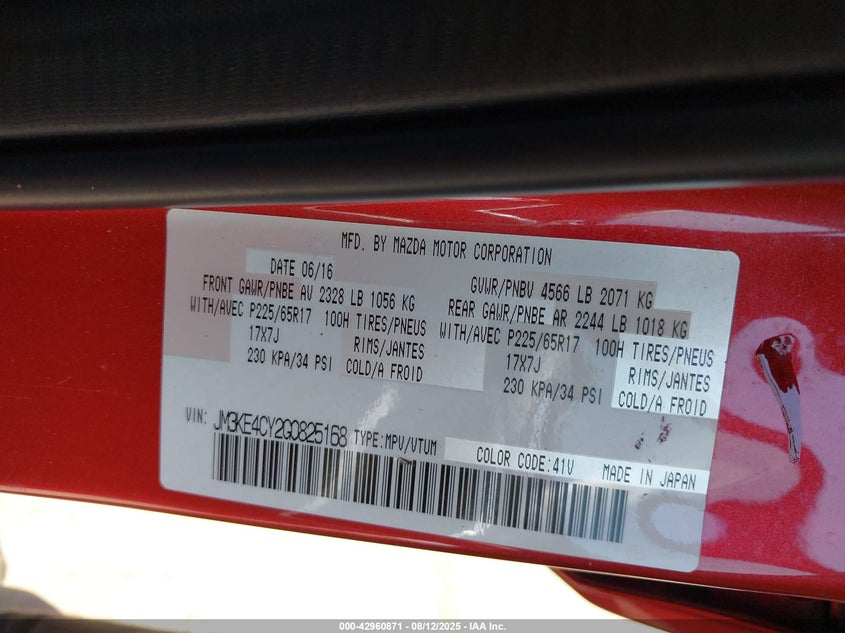 MFD. BY MAZDA MOTOR CORPORATION
DATE 06/16
GVWR/PNBV 4566 LB 2071 KG
FRONT GAWR/PNBE AV 2328 LB 1056 KG
REAR GAWR/PNBE AR 2244 LB 1018 KG
WITH/AVEC P225/65R17 100H TIRES/PNEUS
WITH/AVEC P225/65R17 100H TIRES/PNEUS
17X7J RIMS/JANTES
17X7J RIMS/JANTES
230 KPA/34 PSI COLD/A FROID
230 KPA/34 PSI COLD/A FROID
VIN: JM3KE4CY2G0825168 TYPE:MPV/VTUM
COLOR CODE:41V MADE IN JAPAN
000-42960871 | 08/12/2025 | IAA Inc.